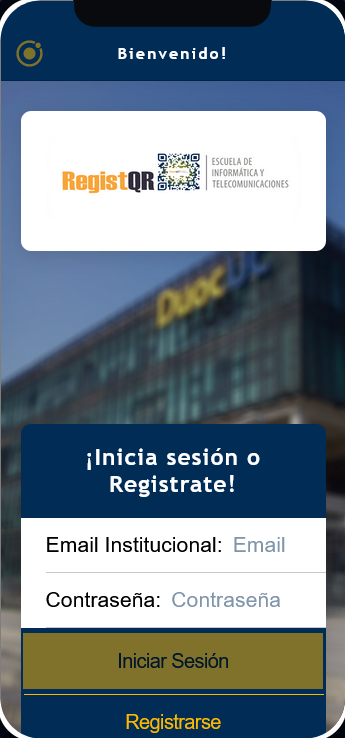 Bienvenido!
RegistQR
ESCUELA DE
INFORMÁTICA Y
TELECOMUNICACIONES
Duoc UC
¡Inicia sesión o
Registrate!
Email Institucional: Email
Contraseña: Contraseña
Iniciar Sesión
Registrarse